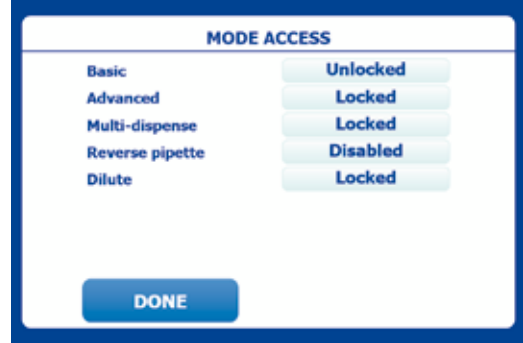 MODE ACCESS
Basic Unlocked
Advanced Locked
Multi-dispense Locked
Reverse pipette Disabled
Dilute Locked
DONE